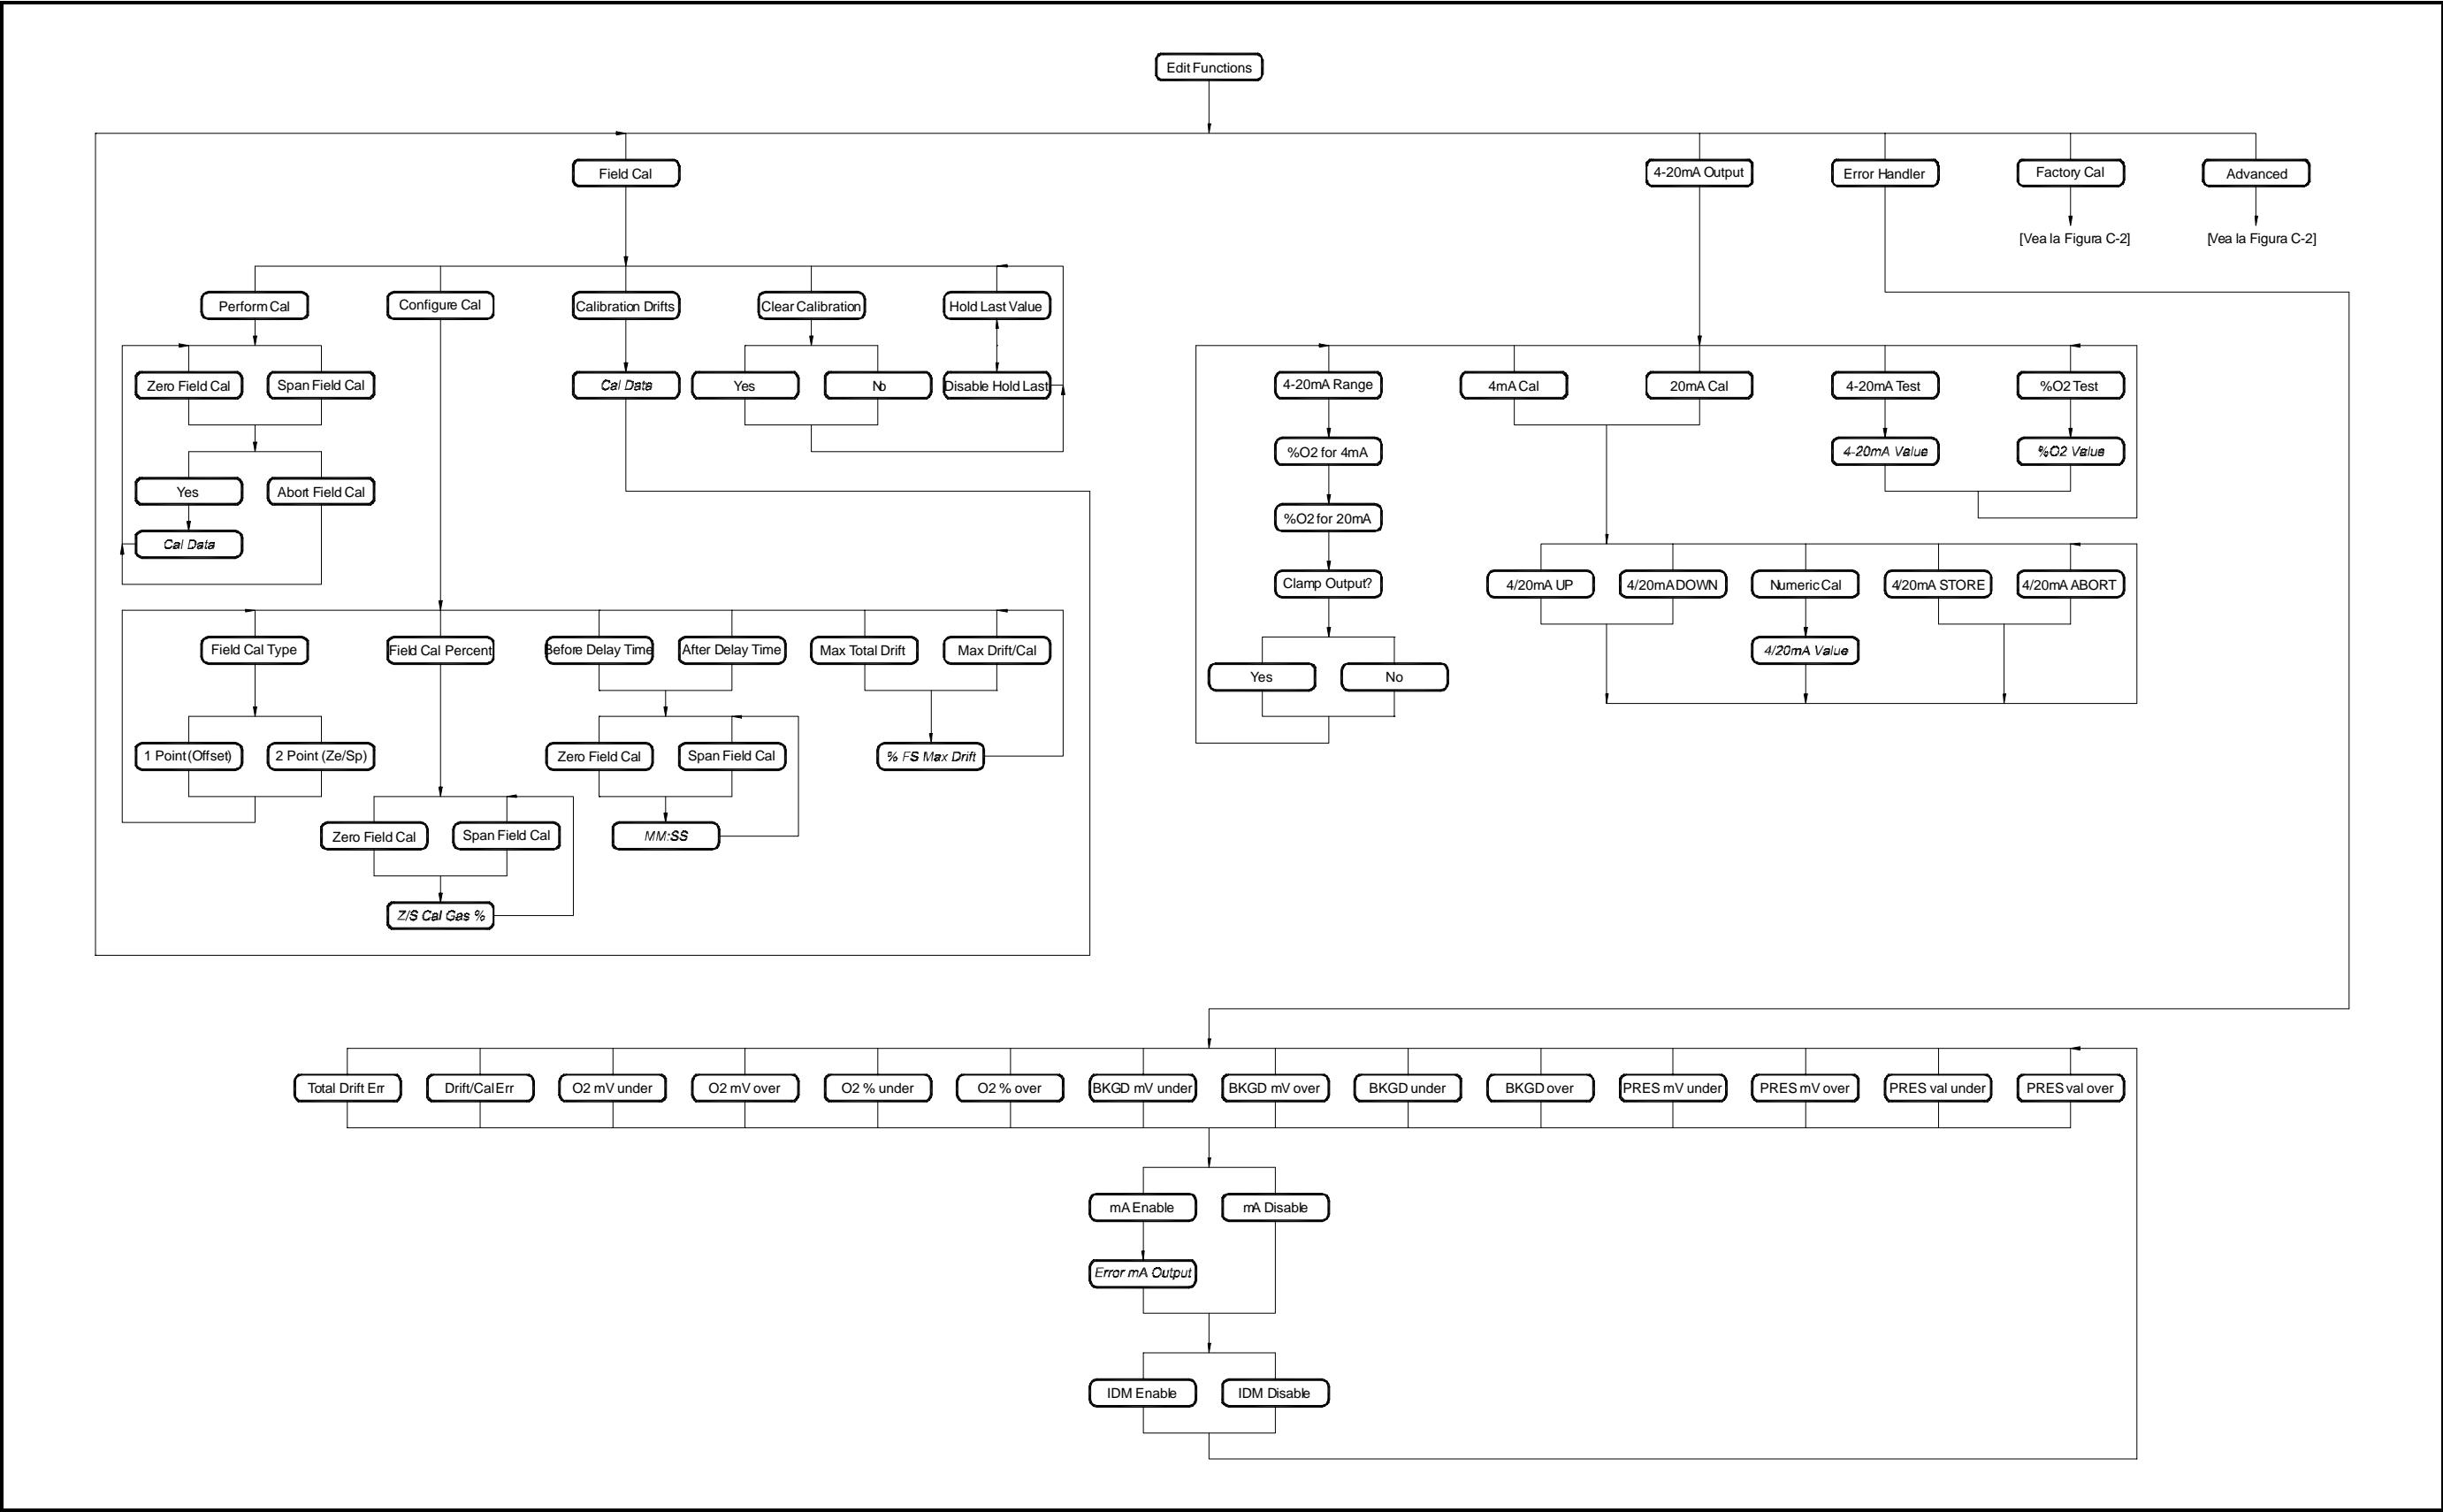 Edit Functions
Field Cal
4-20mA Output
Error Handler
Factory Cal
Advanced
[Vea la Figura C-2]
[Vea la Figura C-2]
Perform Cal
Configure Cal
Calibration Drifts
Clear Calibration
Hold Last Value
Zero Field Cal
Span Field Cal
Cal Data
Yes
No
Disable Hold Last
4-20mA Range
4mA Cal
20mA Cal
4-20mA Test
%O2 Test
%O2 for 4mA
4-20mA Value
%O2 Value
Yes
Abort Field Cal
%O2 for 20mA
Cal Data
Clamp Output?
4/20mA UP
4/20mA DOWN
Numeric Cal
4/20mA STORE
4/20mA ABORT
Field Cal Type
Field Cal Percent
Before Delay Time
After Delay Time
Max Total Drift
Max Drift/Cal
4/20mA Value
Yes
No
1 Point (Offset)
2 Point (Ze/Sp)
Zero Field Cal
Span Field Cal
% FS Max Drift
Zero Field Cal
Span Field Cal
MM:SS
Z/S Cal Gas %
Total Drift Err
Drift/Cal Err
O2 mV under
O2 mV over
O2 % under
O2 % over
BKGD mV under
BKGD mV over
BKGD under
BKGD over
PRES mV under
PRES mV over
PRES val under
PRES val over
mA Enable
mA Disable
Error mA Output
IDM Enable
IDM Disable